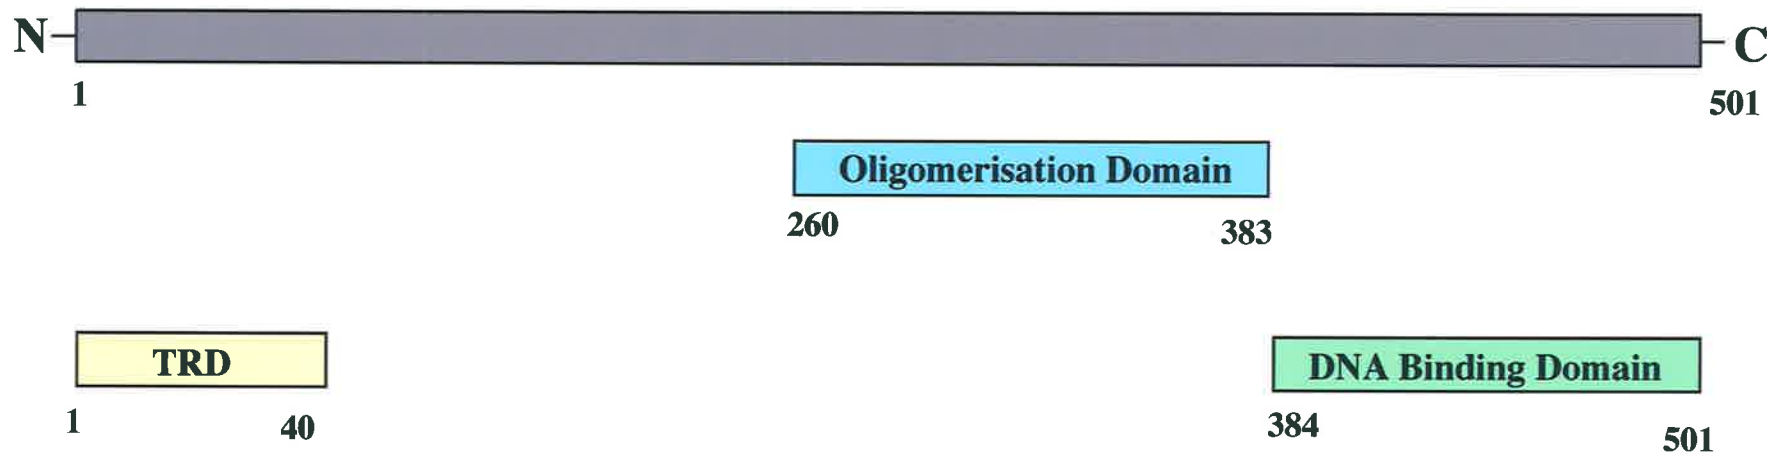 N C
1 501
Oligomerisation Domain
260 383
TRD DNA Binding Domain
1 40 384 501